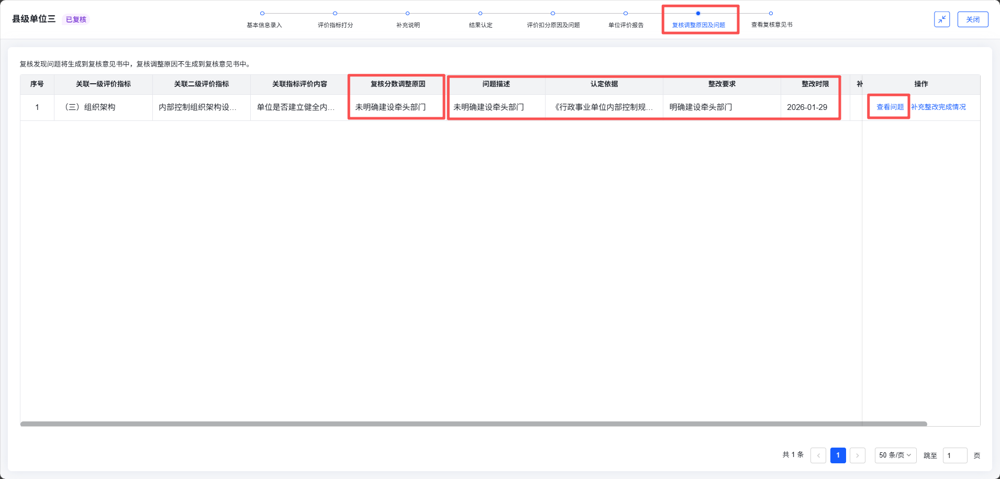 县级单位三 已复核
基本信息录入 评价指标打分 补充说明 结果认定 评价扣分原因及问题 单位评价报告 复核调整原因及问题 查看复核意见书
关闭
复核发现问题将生成到复核意见书中，复核调整原因不生成到复核意见书中。
序号 关联一级评价指标 关联二级评价指标 关联指标评价内容 复核分数调整原因 问题描述 认定依据 整改要求 整改时限 补 操作
1 （三）组织架构 内部控制组织架构设... 单位是否建立健全内... 未明确建设牵头部门 未明确建设牵头部门 《行政事业单位内部控制规... 明确建设牵头部门 2026-01-29 查看问题 补充整改完成情况
共 1 条 1 50 条/页 跳至 1 页